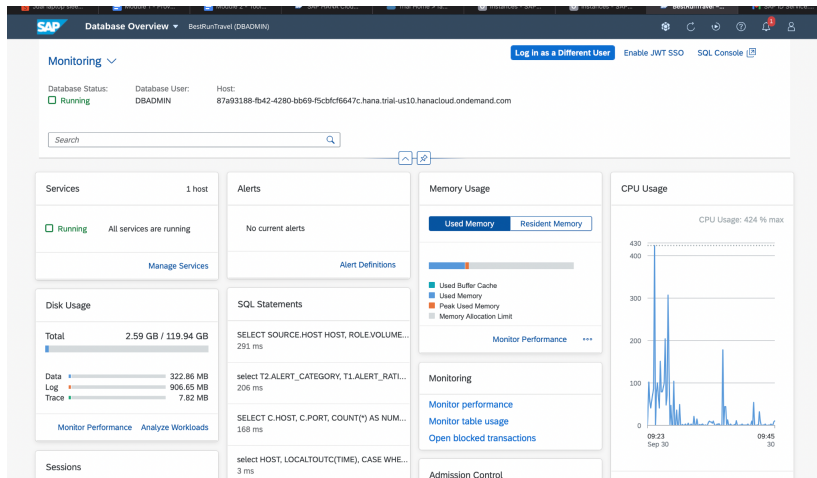 SAP Database Overview BestRunTravel (DBADMIN) 1
Monitoring
Log in as a Different User Enable JWT SSO SQL Console
Database Status: Database User: Host:
Running DBADMIN 87a93188-fb42-4280-bb69-f5cbfcf6647c.hana.trial-us10.hanacloud.ondemand.com
Search
Services 1 host
Running All services are running
Manage Services
Alerts
No current alerts
Alert Definitions
Memory Usage
Used Memory Resident Memory
Used Buffer Cache
Used Memory
Peak Used Memory
Memory Allocation Limit
Monitor Performance
CPU Usage
CPU Usage: 424 % max
430
400
300
200
100
0
09:23 09:45
Sep 30 30
Disk Usage
Total 2.59 GB / 119.94 GB
Data 322.86 MB
Log 906.65 MB
Trace 7.82 MB
Monitor Performance Analyze Workloads
SQL Statements
SELECT SOURCE.HOST HOST, ROLE.VOLUME...
291 ms
select T2.ALERT_CATEGORY, T1.ALERT_RATI...
206 ms
SELECT C.HOST, C.PORT, COUNT(*) AS NUM...
168 ms
select HOST, LOCALTOUTC(TIME), CASE WHE...
3 ms
Monitoring
Monitor performance
Monitor table usage
Open blocked transactions
Sessions
Admission Control